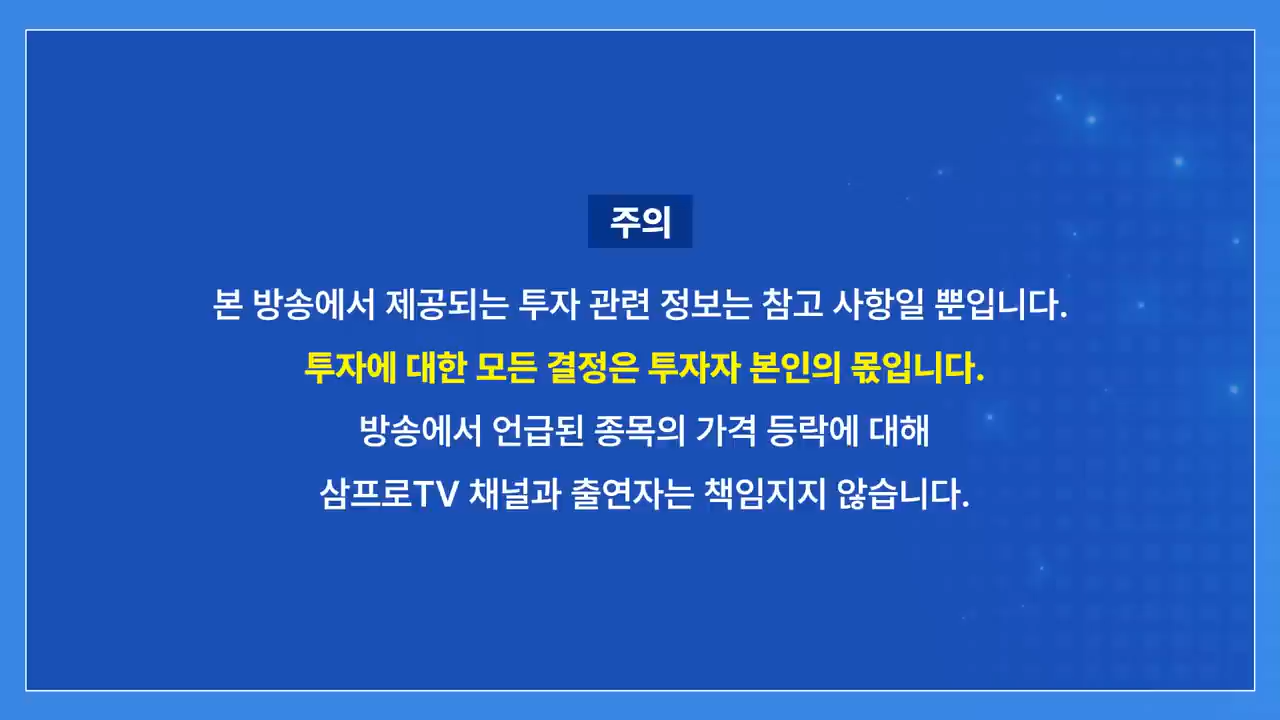 주의
본 방송에서 제공되는 투자 관련 정보는 참고 사항일 뿐입니다.
투자에 대한 모든 결정은 투자자 본인의 몫입니다.
방송에서 언급된 종목의 가격 등락에 대해
삼프로TV 채널과 출연자는 책임지지 않습니다.